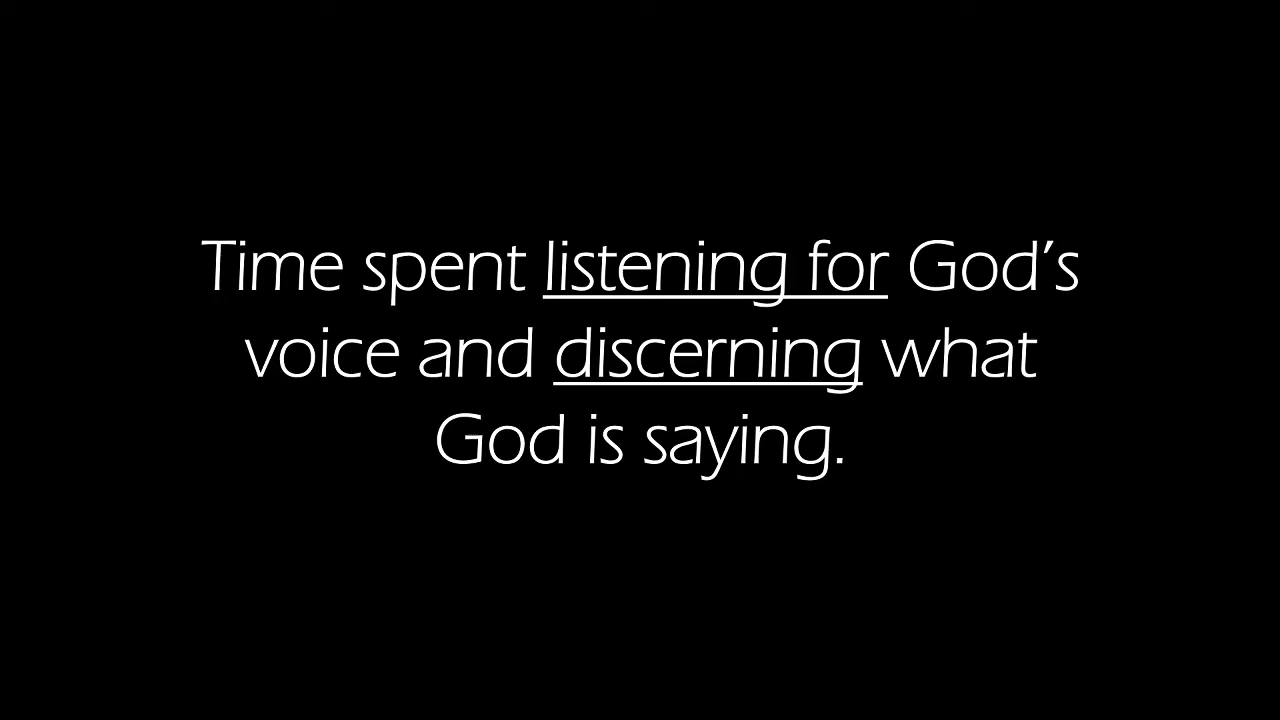 Time spent listening for God’s
voice and discerning what
God is saying.